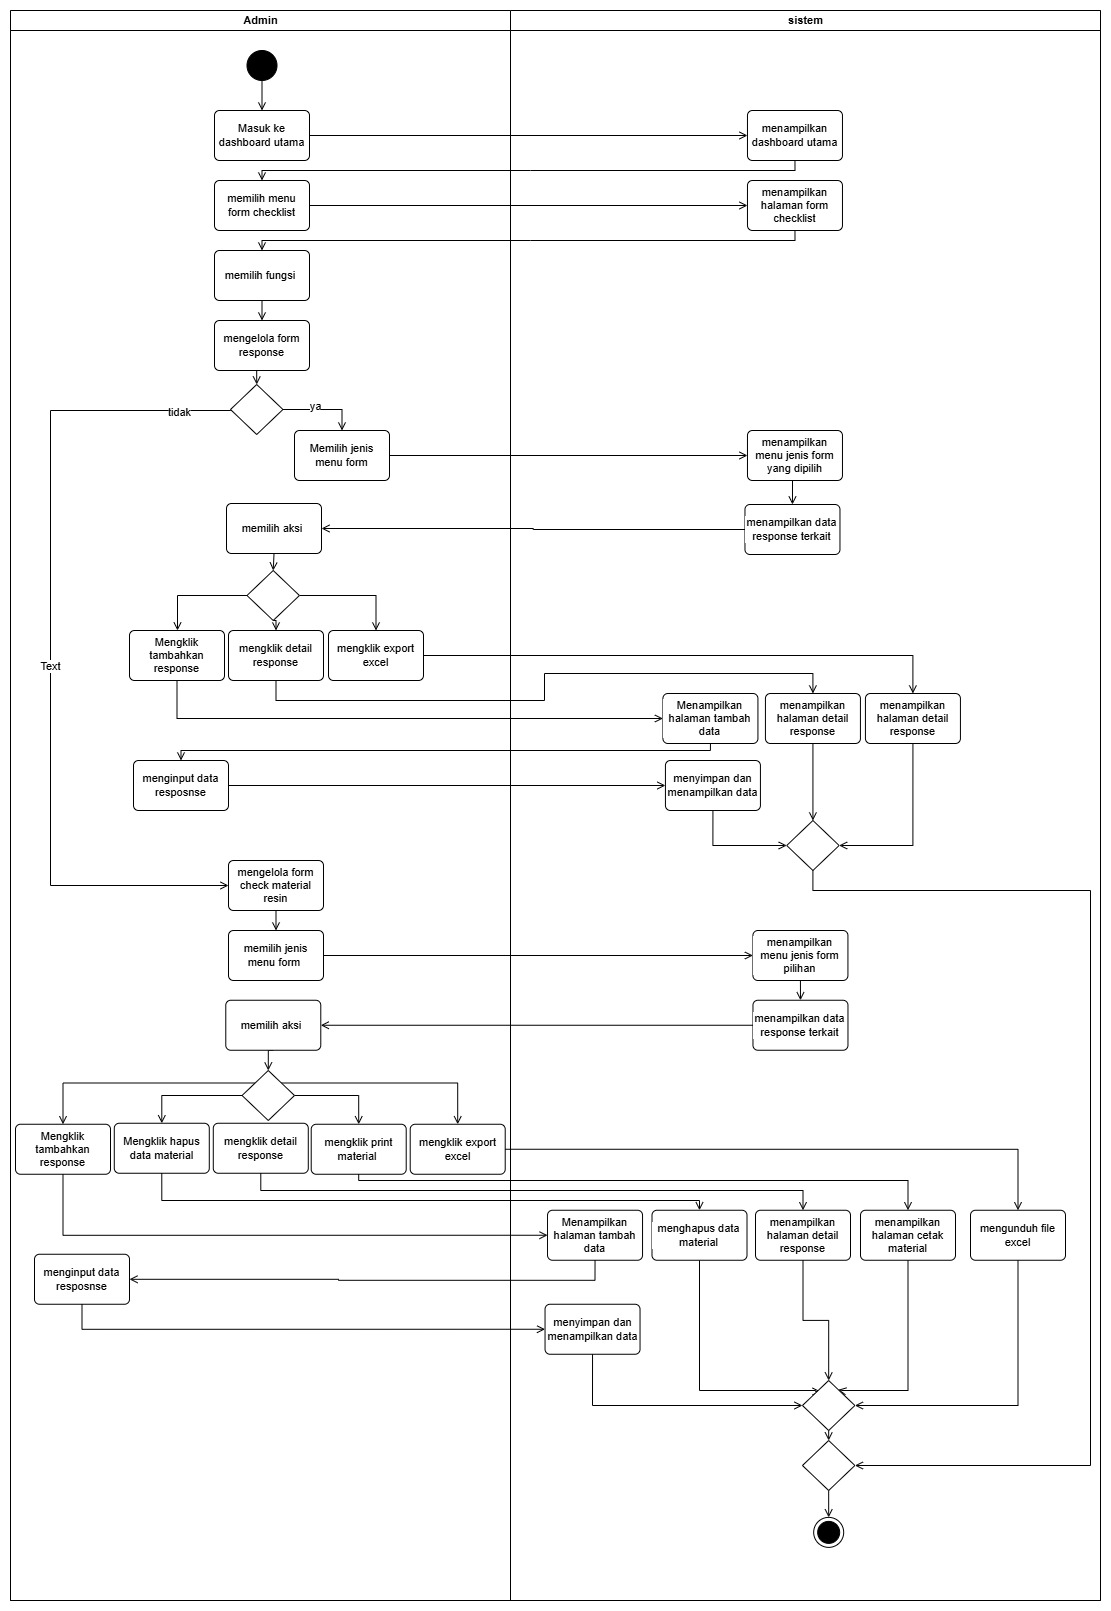 Admin
sistem
Masuk ke
dashboard utama
menampilkan
dashboard utama
memilih menu
form checklist
menampilkan
halaman form
checklist
memilih fungsi
mengelola form
response
tidak
ya
Memilih jenis
menu form
menampilkan
menu jenis form
yang dipilih
memilih aksi
menampilkan data
response terkait
Mengklik
tambahkan
response
mengklik detail
response
mengklik export
excel
Text
Menampilkan
halaman tambah
data
menampilkan
halaman detail
response
menampilkan
halaman detail
response
menginput data
resposnse
menyimpan dan
menampilkan data
mengelola form
check material
resin
memilih jenis
menu form
menampilkan
menu jenis form
pilihan
memilih aksi
menampilkan data
response terkait
Mengklik
tambahkan
response
Mengklik hapus
data material
mengklik detail
response
mengklik print
material
mengklik export
excel
Menampilkan
halaman tambah
data
menghapus data
material
menampilkan
halaman detail
response
menampilkan
halaman cetak
material
mengunduh file
excel
menginput data
resposnse
menyimpan dan
menampilkan data